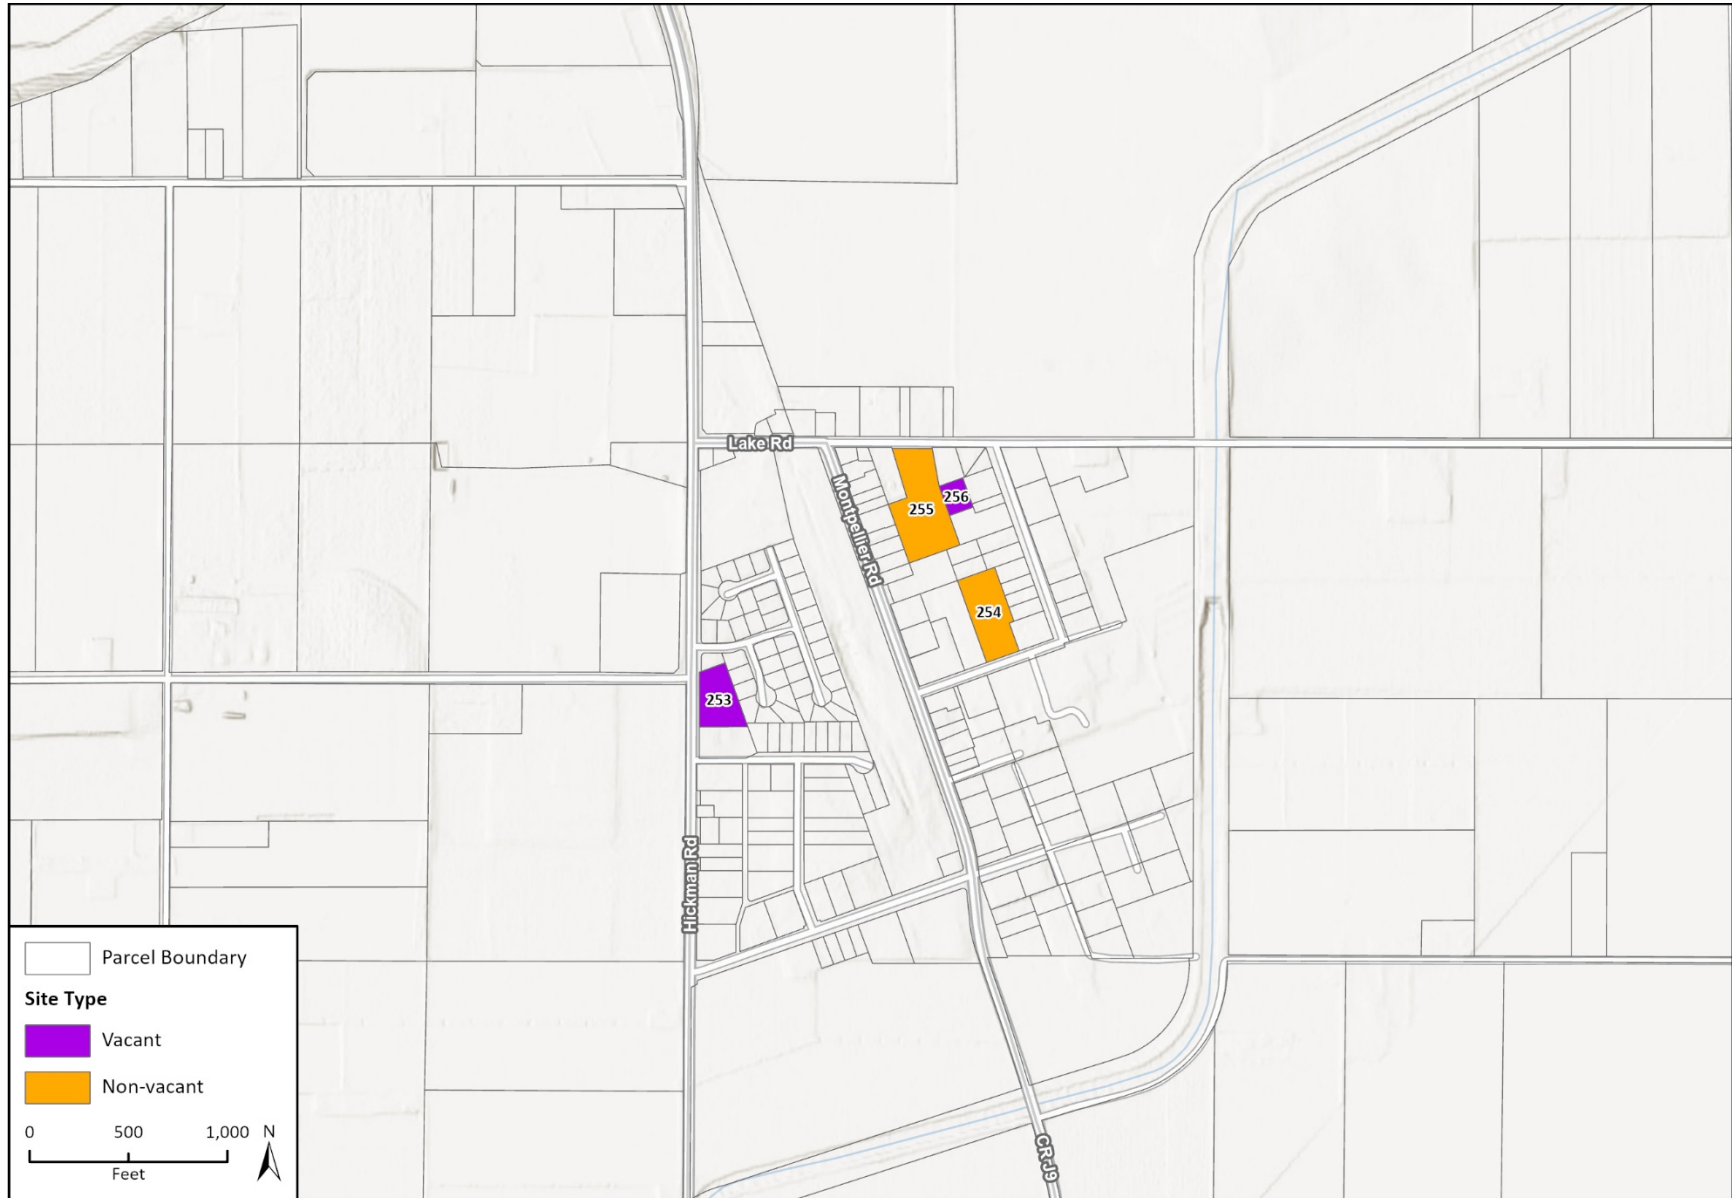 Lake Rd
Montpellier Rd
256
255
254
253
Hickman Rd
CR J9
Parcel Boundary
Site Type
Vacant
Non-vacant
0 500 1,000 N
Feet